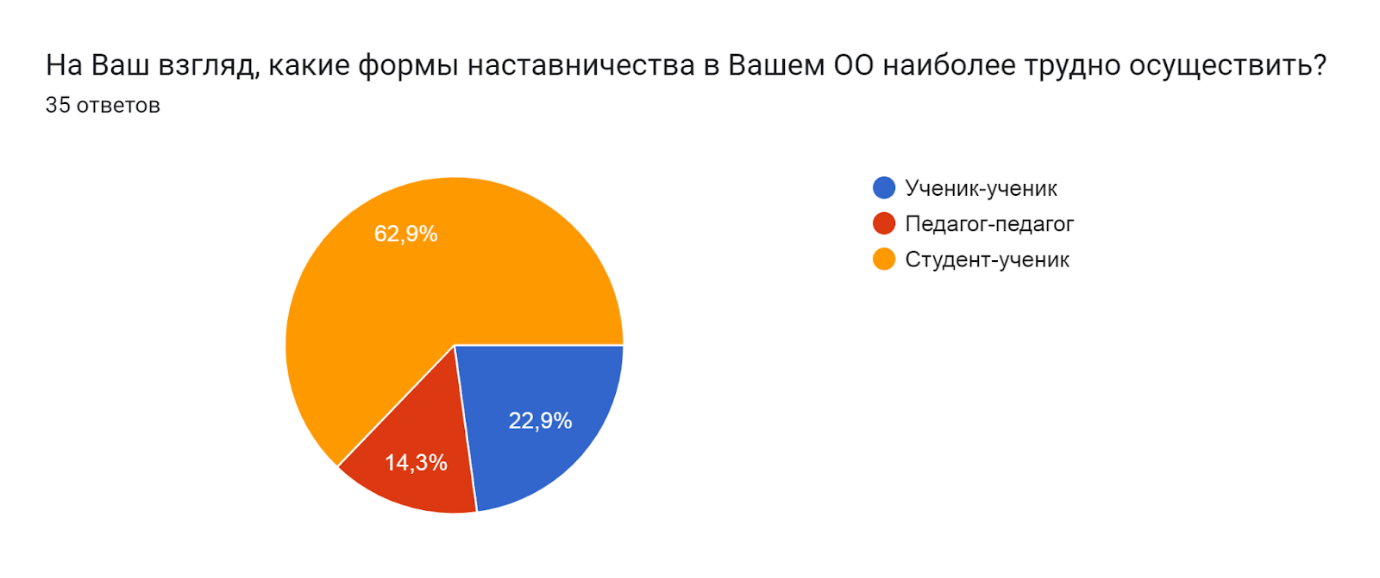 На Ваш взгляд, какие формы наставничества в Вашем ОО наиболее трудно осуществить?
35 ответов
62,9%
22,9%
14,3%
Ученик-ученик
Педагог-педагог
Студент-ученик